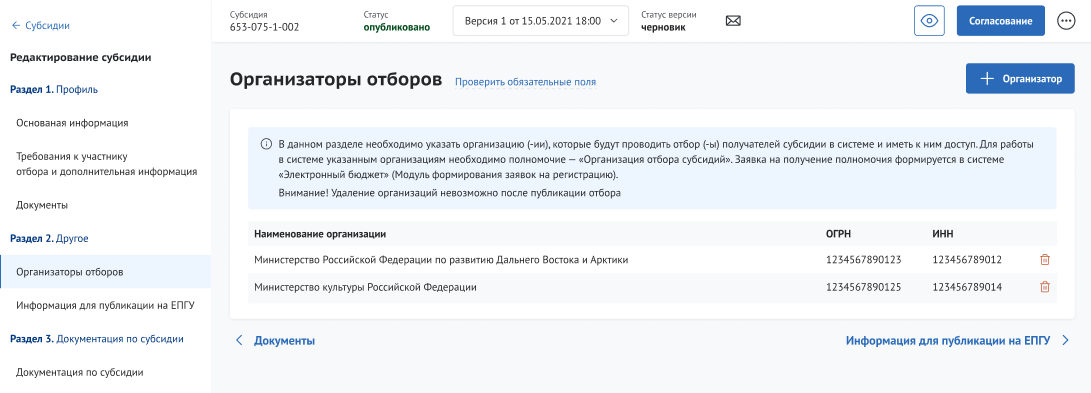 Субсидии
Редактирование субсидии
Раздел 1. Профиль
Основаная информация
Требования к участнику
отбора и дополнительная информация
Документы
Раздел 2. Другое
Организаторы отборов
Информация для публикации на ЕПГУ
Раздел 3. Документация по субсидии
Документация по субсидии
Субсидия
653-075-1-002
Статус
опубликовано
Версия 1 от 15.05.2021 18:00
Статус версии
черновик
Согласование
Организаторы отборов Проверить обязательные поля
Организатор
В данном разделе необходимо указать организацию (-ии), которые будут проводить отбор (-ы) получателей субсидии в системе и иметь к ним доступ. Для работы
в системе указанным организациям необходимо полномочие — «Организация отбора субсидий». Заявка на получение полномочия формируется в системе
«Электронный бюджет» (Модуль формирования заявок на регистрацию).
Внимание! Удаление организаций невозможно после публикации отбора
Наименование организации ОГРН ИНН
Министерство Российской Федерации по развитию Дальнего Востока и Арктики 1234567890123 123456789012
Министерство культуры Российской Федерации 1234567890125 123456789014
Документы Информация для публикации на ЕПГУ